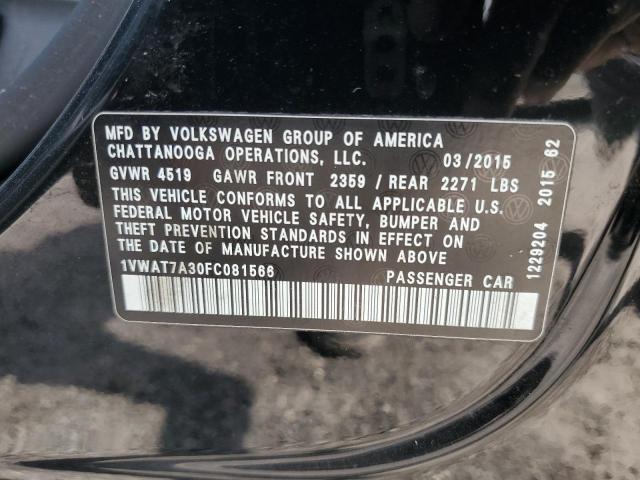 MFD BY VOLKSWAGEN GROUP OF AMERICA
CHATTANOOGA OPERATIONS, LLC. 03/2015
GVWR 4519 GAWR FRONT 2359 / REAR 2271 LBS
THIS VEHICLE CONFORMS TO ALL APPLICABLE U.S.
FEDERAL MOTOR VEHICLE SAFETY, BUMPER AND
THEFT PREVENTION STANDARDS IN EFFECT ON
THE DATE OF MANUFACTURE SHOWN ABOVE
1VWAT7A30FC081566 PASSENGER CAR
1229204 2015 62